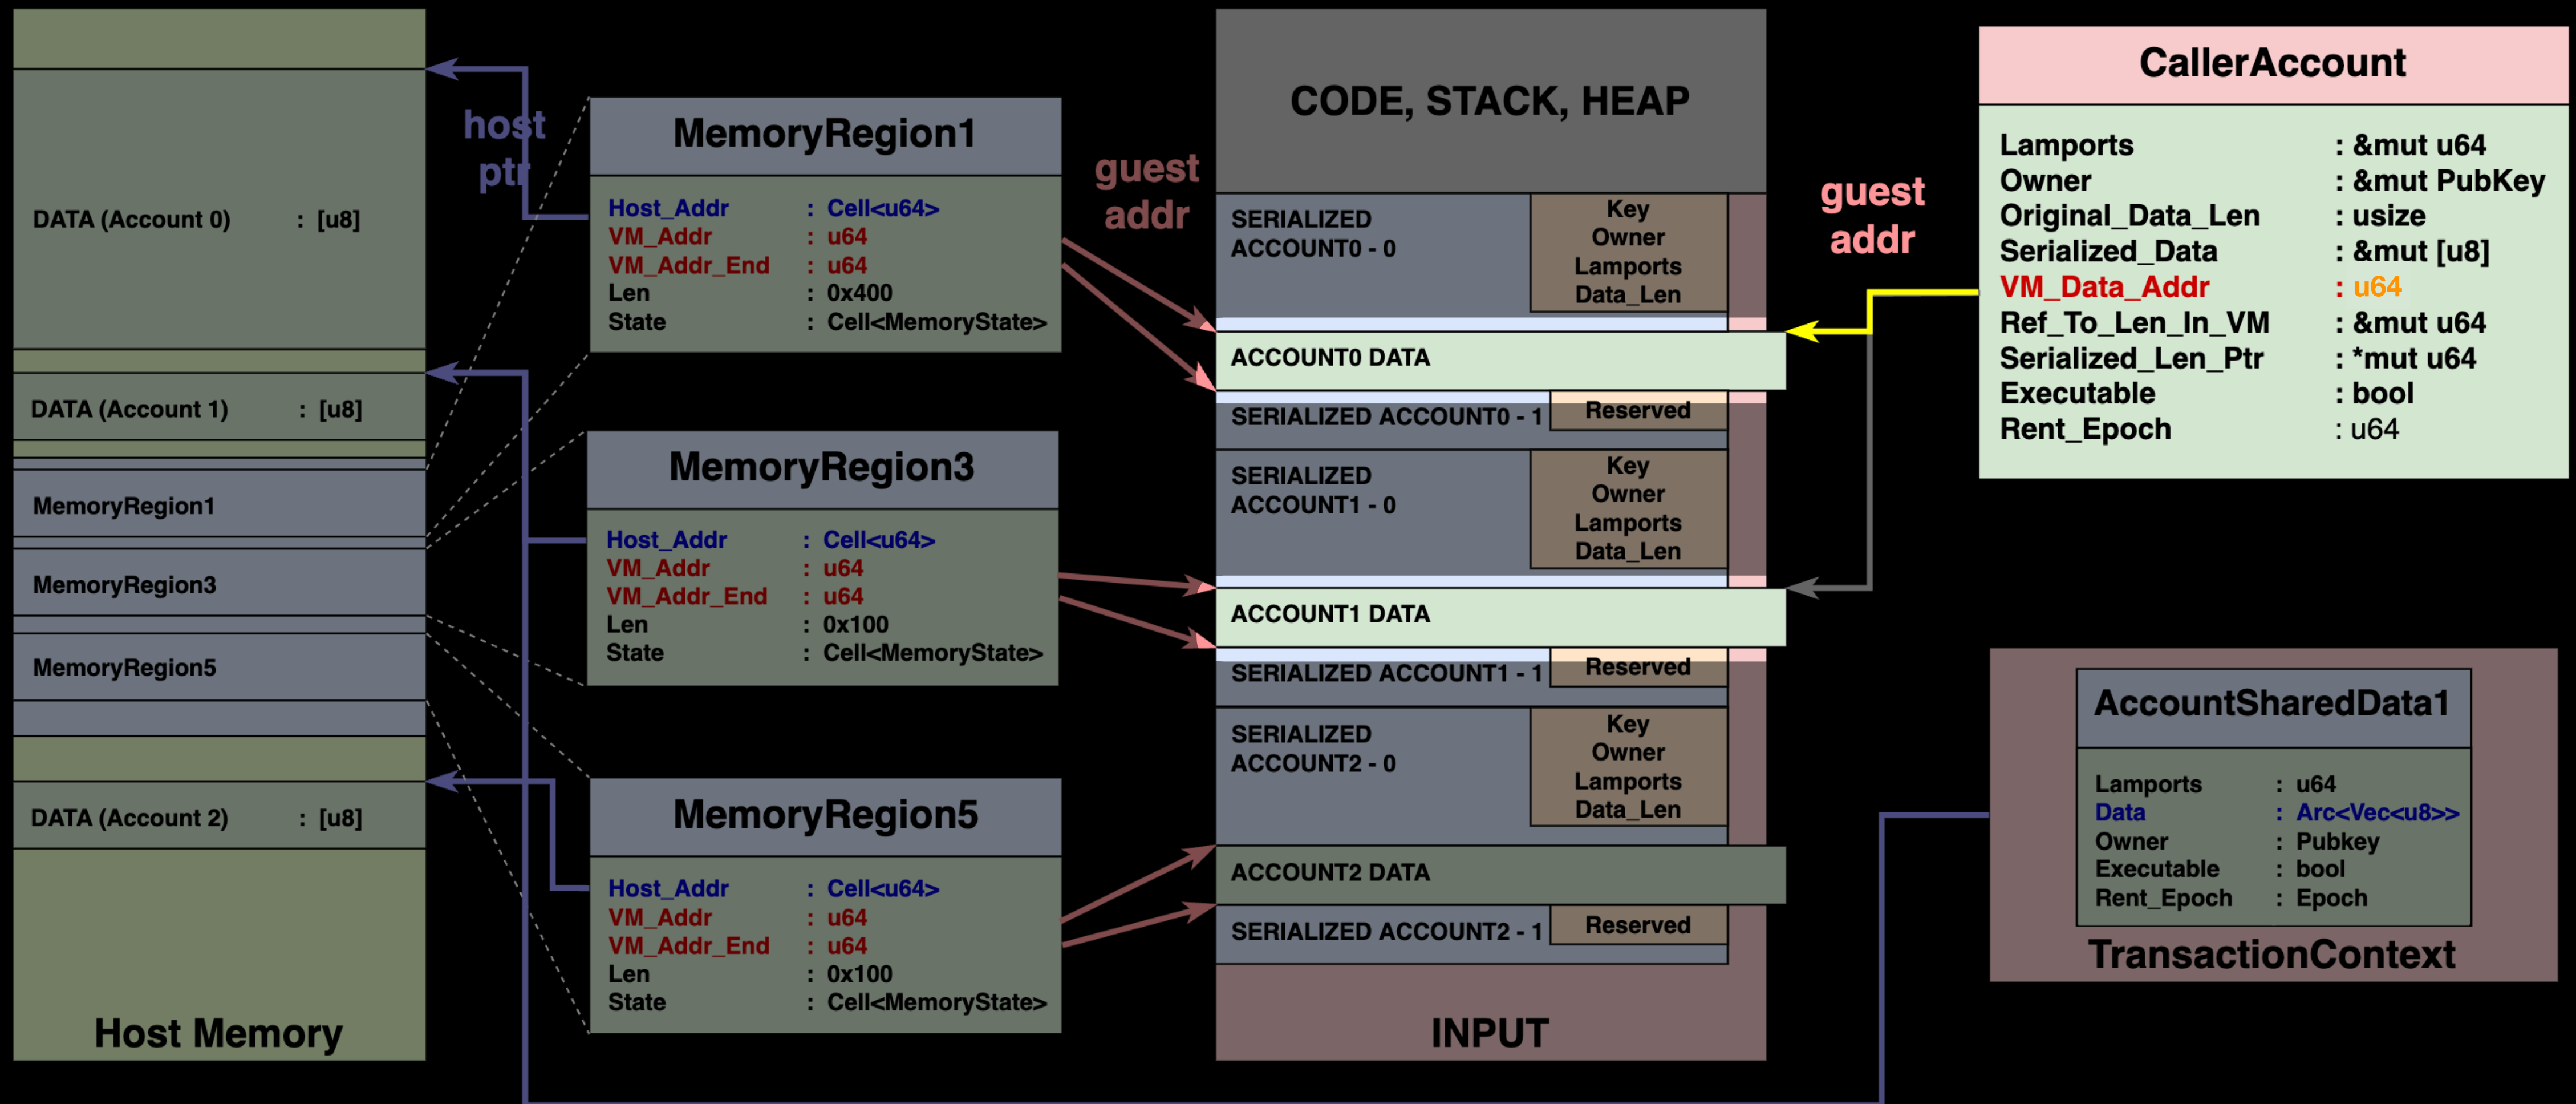 DATA (Account 0) : [u8]
DATA (Account 1) : [u8]
MemoryRegion1
MemoryRegion3
MemoryRegion5
DATA (Account 2) : [u8]
Host Memory
host
ptr
MemoryRegion1
Host_Addr : Cell<u64>
VM_Addr : u64
VM_Addr_End : u64
Len : 0x400
State : Cell<MemoryState>
MemoryRegion3
Host_Addr : Cell<u64>
VM_Addr : u64
VM_Addr_End : u64
Len : 0x100
State : Cell<MemoryState>
MemoryRegion5
Host_Addr : Cell<u64>
VM_Addr : u64
VM_Addr_End : u64
Len : 0x100
State : Cell<MemoryState>
guest
addr
CODE, STACK, HEAP
SERIALIZED
ACCOUNT0 - 0
Key
Owner
Lamports
Data_Len
ACCOUNT0 DATA
SERIALIZED ACCOUNT0 - 1 Reserved
SERIALIZED
ACCOUNT1 - 0
Key
Owner
Lamports
Data_Len
ACCOUNT1 DATA
SERIALIZED ACCOUNT1 - 1 Reserved
SERIALIZED
ACCOUNT2 - 0
Key
Owner
Lamports
Data_Len
ACCOUNT2 DATA
SERIALIZED ACCOUNT2 - 1 Reserved
INPUT
guest
addr
CallerAccount
Lamports : &mut u64
Owner : &mut PubKey
Original_Data_Len : usize
Serialized_Data : &mut [u8]
VM_Data_Addr : u64
Ref_To_Len_In_VM : &mut u64
Serialized_Len_Ptr : *mut u64
Executable : bool
Rent_Epoch : u64
AccountSharedData1
Lamports : u64
Data : Arc<Vec<u8>>
Owner : Pubkey
Executable : bool
Rent_Epoch : Epoch
TransactionContext